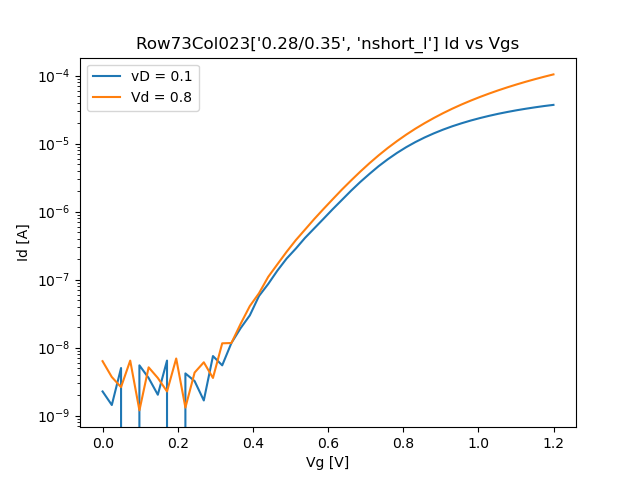 Row73Col023['0.28/0.35', 'nshort_l'] Id vs Vgs
vD = 0.1
Vd = 0.8
Id [A]
10⁻⁴
10⁻⁵
10⁻⁶
10⁻⁷
10⁻⁸
10⁻⁹
0.0 0.2 0.4 0.6 0.8 1.0 1.2
Vg [V]